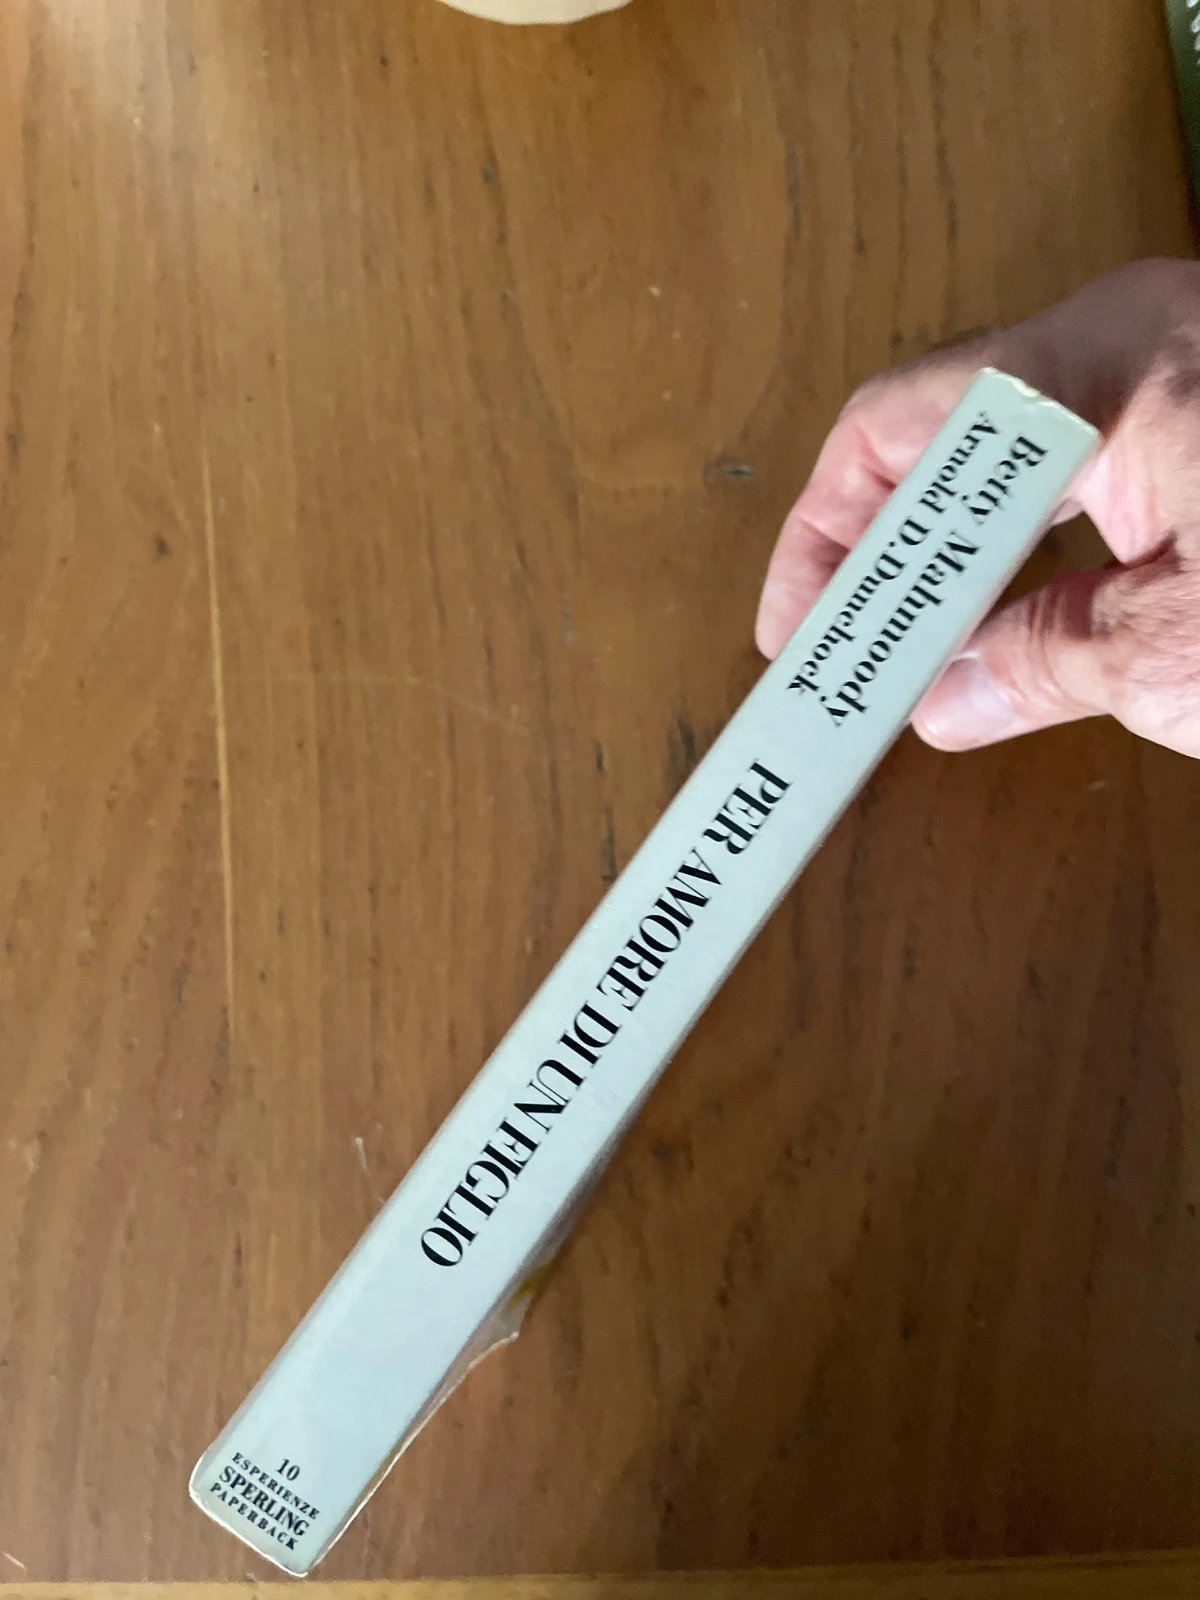 Betty Mahmoody
Arnold D.Dunchock
PER AMORE DI UN FIGLIO
10
ESPERIENZE
SPERLING
PAPERBACK